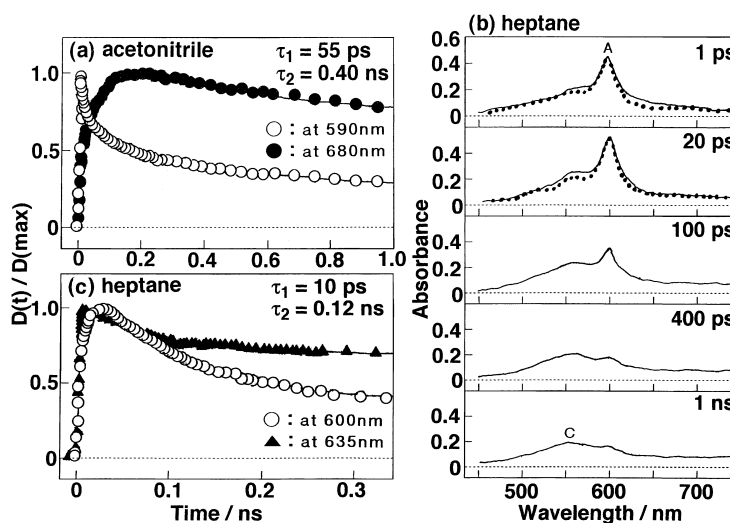 (a) acetonitrile
τ1 = 55 ps
τ2 = 0.40 ns
1.0
0.5
0
○ : at 590nm
● : at 680nm
0 0.2 0.4 0.6 0.8 1.0
D(t) / D(max)
(c) heptane
τ1 = 10 ps
τ2 = 0.12 ns
1.0
0.5
0
○ : at 600nm
▲ : at 635nm
0 0.1 0.2 0.3
Time / ns
(b) heptane
0.6
0.4
0.2
0
A
1 ps
0.4
0.2
0
20 ps
0.4
0.2
0
100 ps
0.4
0.2
0
400 ps
0.4
0.2
0
C
1 ns
Absorbance
500 600 700
Wavelength / nm